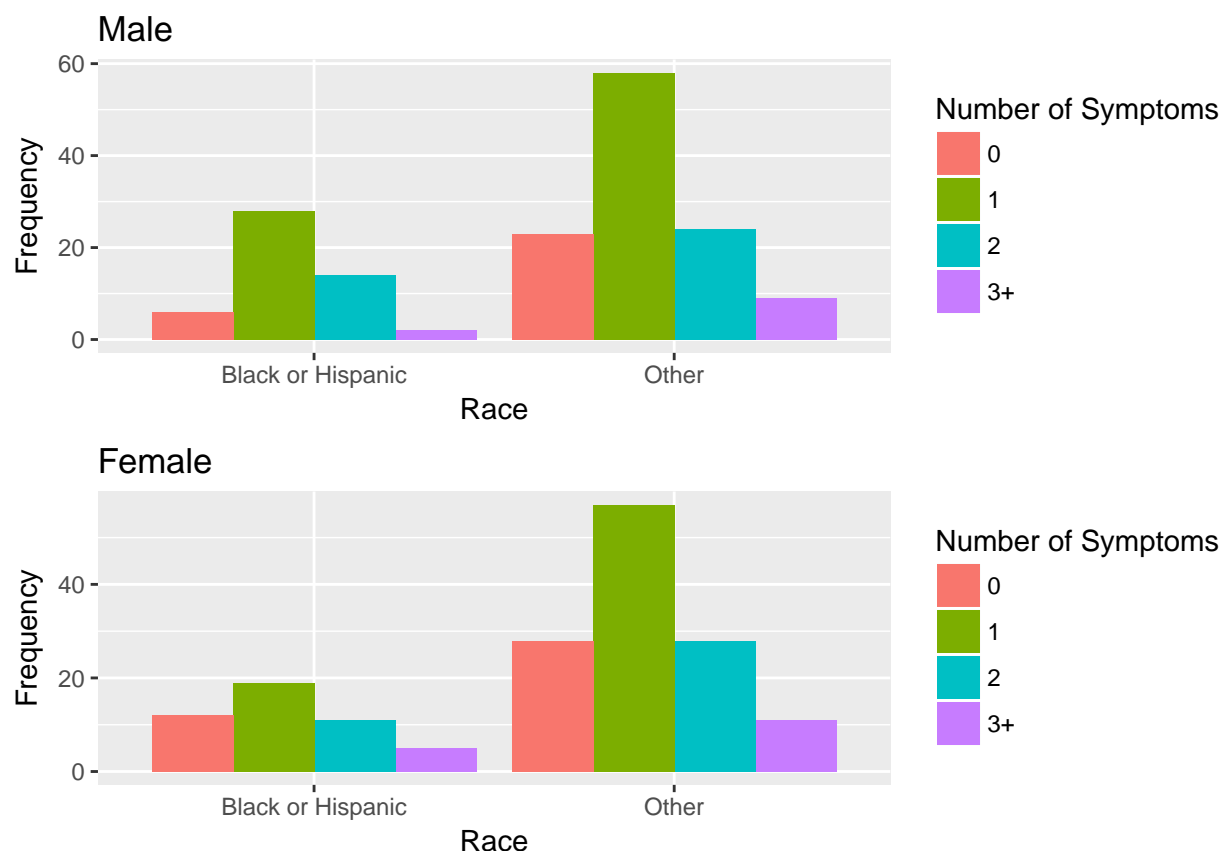 Male
60
40
20
0
Frequency
Black or Hispanic
Other
Race
Number of Symptoms
0
1
2
3+
Female
40
20
0
Frequency
Black or Hispanic
Other
Race
Number of Symptoms
0
1
2
3+